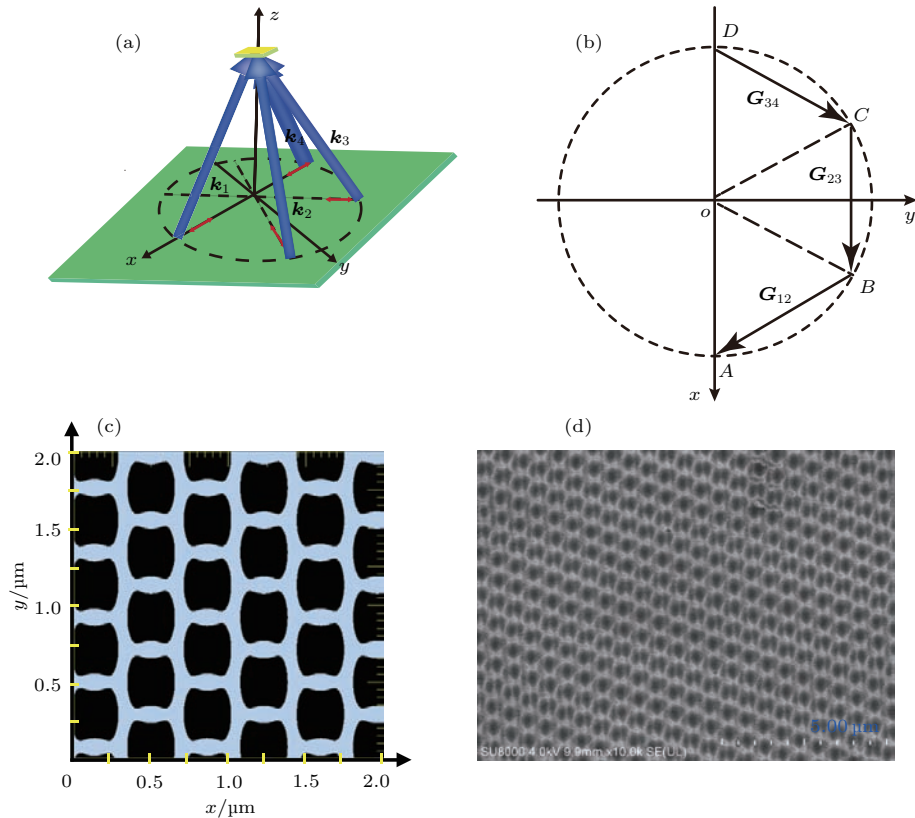 (a)
z
k₄
k₃
k₁
k₂
x
y
(b)
D
G₃₄
C
G₂₃
o
y
G₁₂
B
A
x
(c)
2.0
1.5
1.0
0.5
y/µm
0
0.5
1.0
1.5
2.0
x/µm
(d)
5.00 µm
SU8000 4.0kV 9.9mm x10.0k SE(UL)